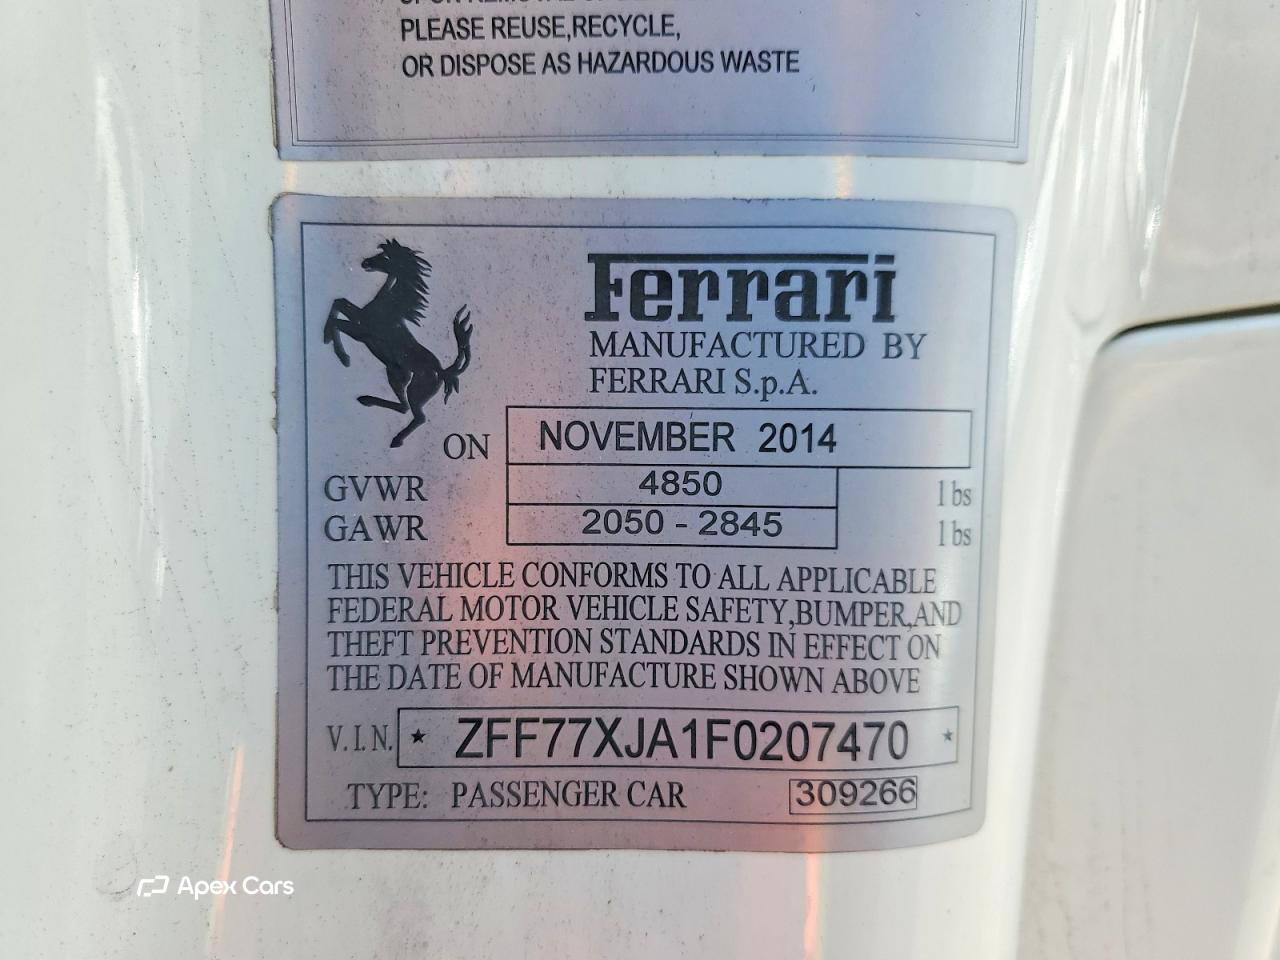 PLEASE REUSE,RECYCLE,
OR DISPOSE AS HAZARDOUS WASTE
Ferrari
MANUFACTURED BY
FERRARI S.p.A.
ON NOVEMBER 2014
GVWR 4850 lbs
GAWR 2050 - 2845 lbs
THIS VEHICLE CONFORMS TO ALL APPLICABLE
FEDERAL MOTOR VEHICLE SAFETY,BUMPER,AND
THEFT PREVENTION STANDARDS IN EFFECT ON
THE DATE OF MANUFACTURE SHOWN ABOVE
V.I.N. * ZFF77XJA1F0207470 *
TYPE: PASSENGER CAR 309266
Apex Cars